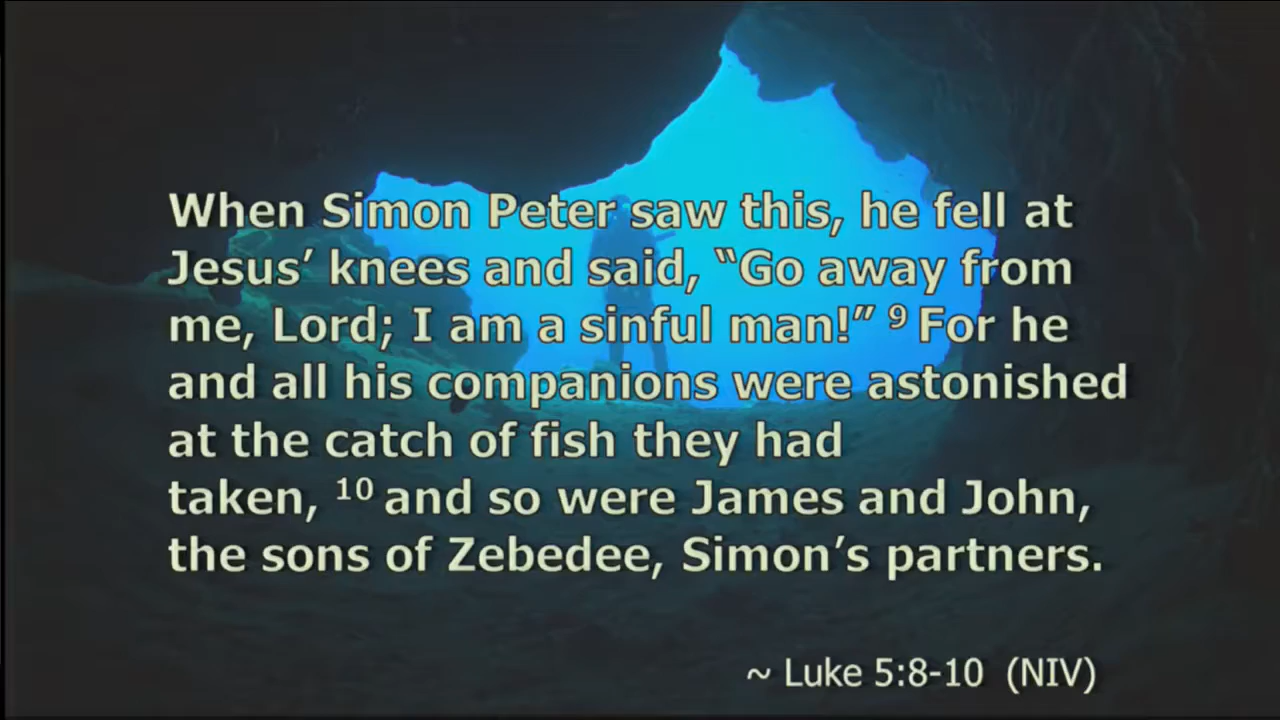 When Simon Peter saw this, he fell at
Jesus’ knees and said, “Go away from
me, Lord; I am a sinful man!” ⁹ For he
and all his companions were astonished
at the catch of fish they had
taken, ¹⁰ and so were James and John,
the sons of Zebedee, Simon’s partners.
~ Luke 5:8-10 (NIV)